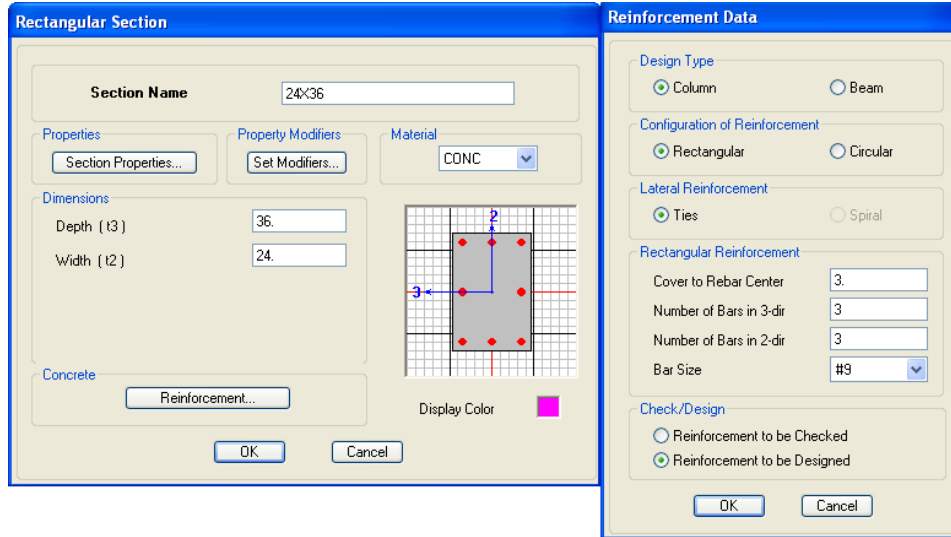 Rectangular Section
Section Name
24X36
Properties
Section Properties...
Property Modifiers
Set Modifiers...
Material
CONC
Dimensions
Depth ( t3 )
36.
Width ( t2 )
24.
2
3
Concrete
Reinforcement...
Display Color
OK
Cancel
Reinforcement Data
Design Type
Column
Beam
Configuration of Reinforcement
Rectangular
Circular
Lateral Reinforcement
Ties
Spiral
Rectangular Reinforcement
Cover to Rebar Center
3.
Number of Bars in 3-dir
3
Number of Bars in 2-dir
3
Bar Size
#9
Check/Design
Reinforcement to be Checked
Reinforcement to be Designed
OK
Cancel